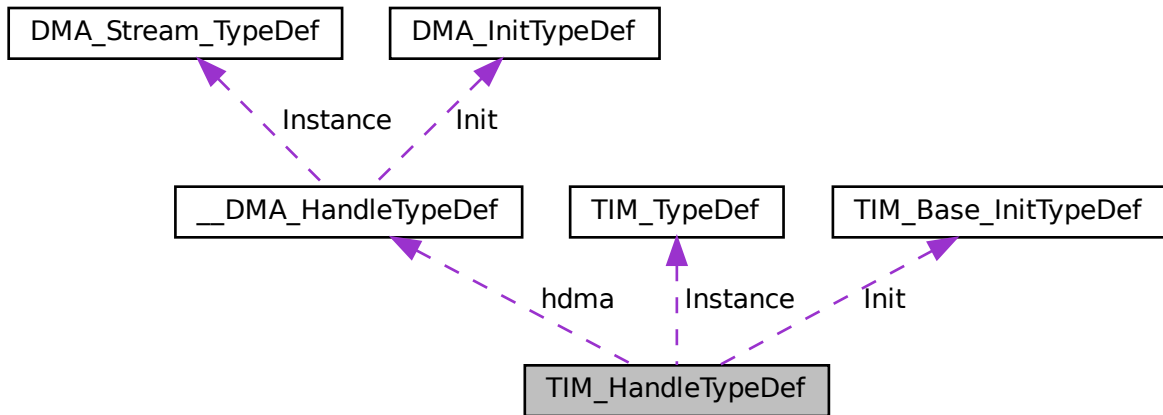 DMA_Stream_TypeDef
DMA_InitTypeDef
Instance
Init
__DMA_HandleTypeDef
TIM_TypeDef
TIM_Base_InitTypeDef
hdma
Instance
Init
TIM_HandleTypeDef